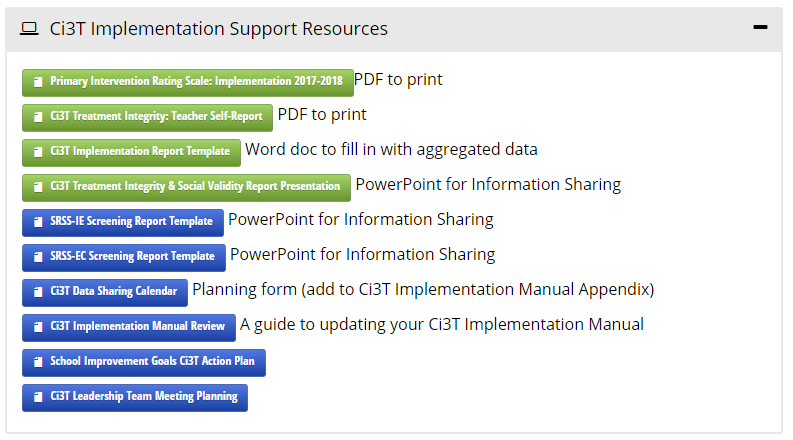 Ci3T Implementation Support Resources
Primary Intervention Rating Scale: Implementation 2017-2018 PDF to print
Ci3T Treatment Integrity: Teacher Self-Report PDF to print
Ci3T Implementation Report Template Word doc to fill in with aggregated data
Ci3T Treatment Integrity & Social Validity Report Presentation PowerPoint for Information Sharing
SRSS-IE Screening Report Template PowerPoint for Information Sharing
SRSS-EC Screening Report Template PowerPoint for Information Sharing
Ci3T Data Sharing Calendar Planning form (add to Ci3T Implementation Manual Appendix)
Ci3T Implementation Manual Review A guide to updating your Ci3T Implementation Manual
School Improvement Goals Ci3T Action Plan
Ci3T Leadership Team Meeting Planning